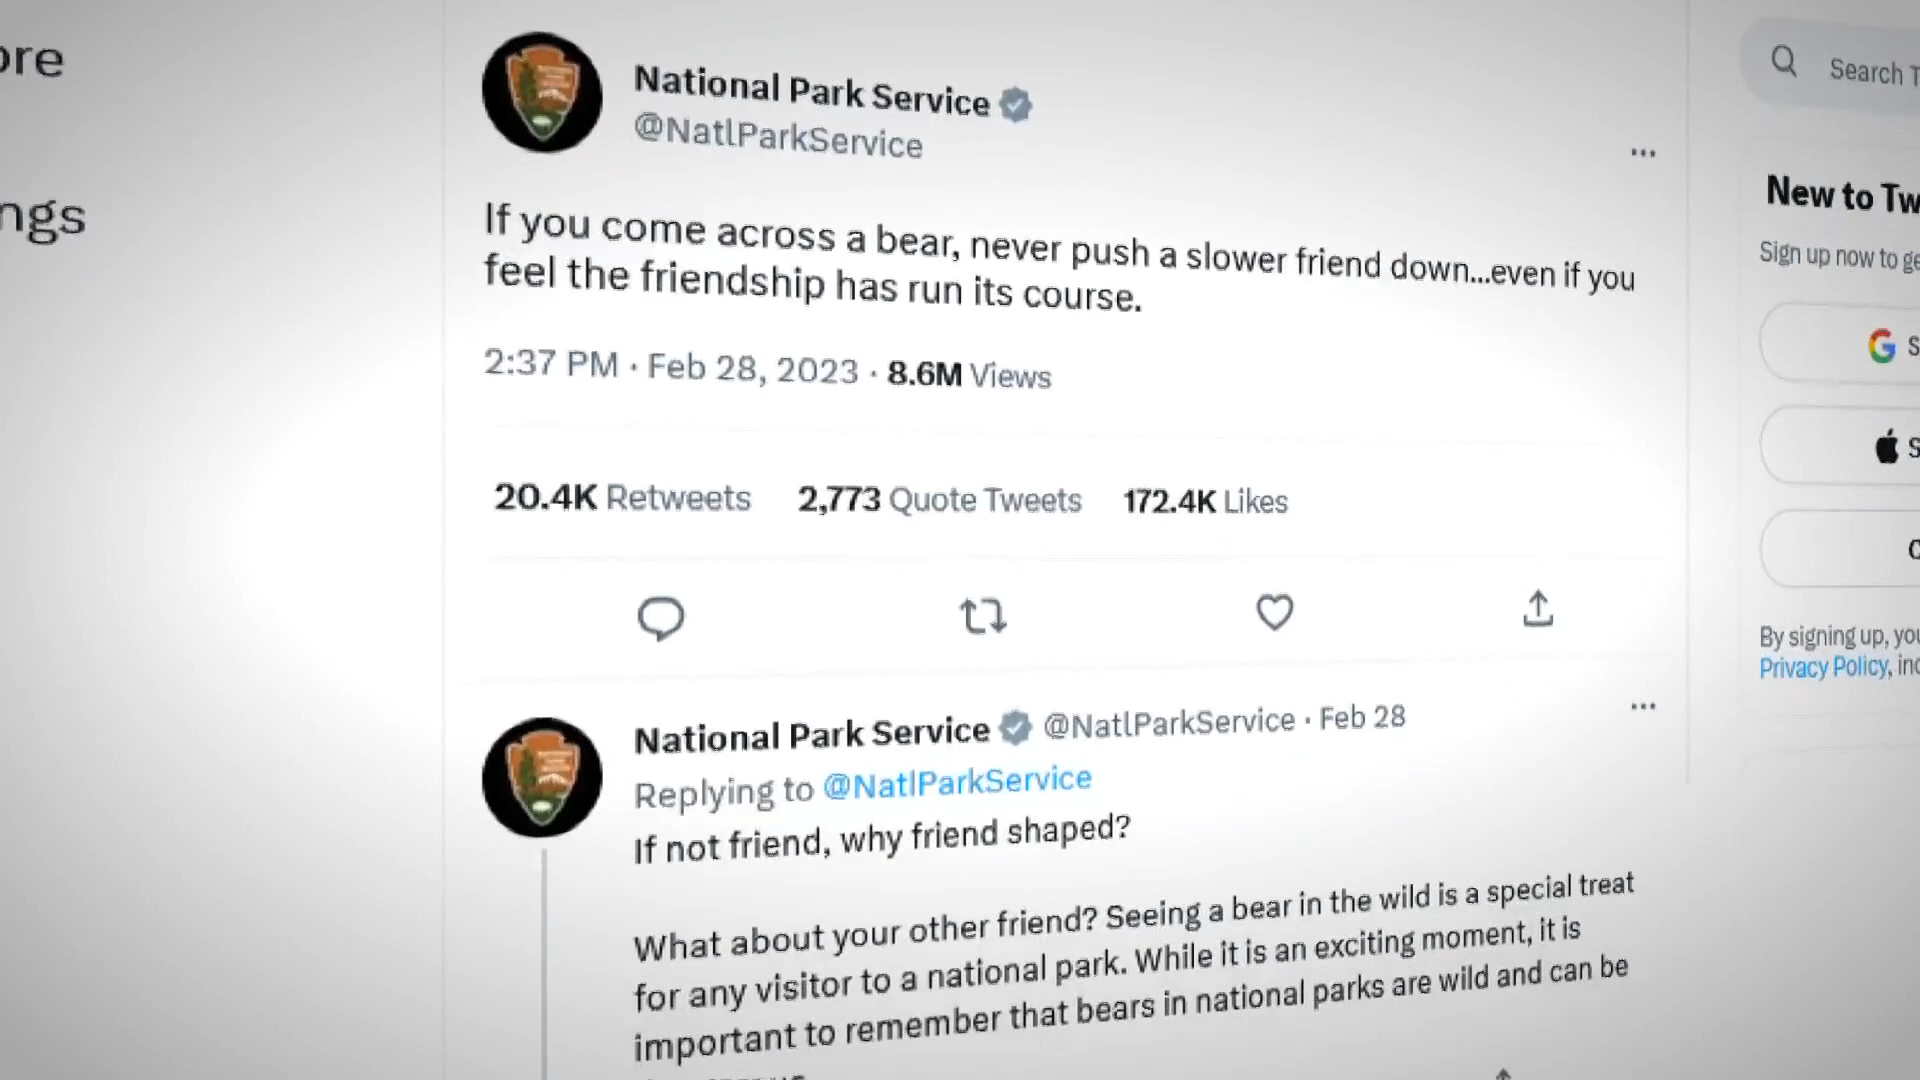 ore
ngs
National Park Service
@NatlParkService
If you come across a bear, never push a slower friend down...even if you
feel the friendship has run its course.
2:37 PM · Feb 28, 2023 · 8.6M Views
20.4K Retweets 2,773 Quote Tweets 172.4K Likes
National Park Service @NatlParkService · Feb 28
Replying to @NatlParkService
If not friend, why friend shaped?
What about your other friend? Seeing a bear in the wild is a special treat
for any visitor to a national park. While it is an exciting moment, it is
important to remember that bears in national parks are wild and can be
Search T
New to Tw
Sign up now to ge
S
S
C
By signing up, you
Privacy Policy, inc